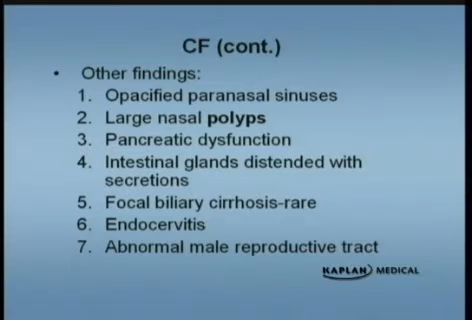 CF (cont.)
• Other findings:
1. Opacified paranasal sinuses
2. Large nasal polyps
3. Pancreatic dysfunction
4. Intestinal glands distended with
secretions
5. Focal biliary cirrhosis-rare
6. Endocervitis
7. Abnormal male reproductive tract
KAPLAN MEDICAL